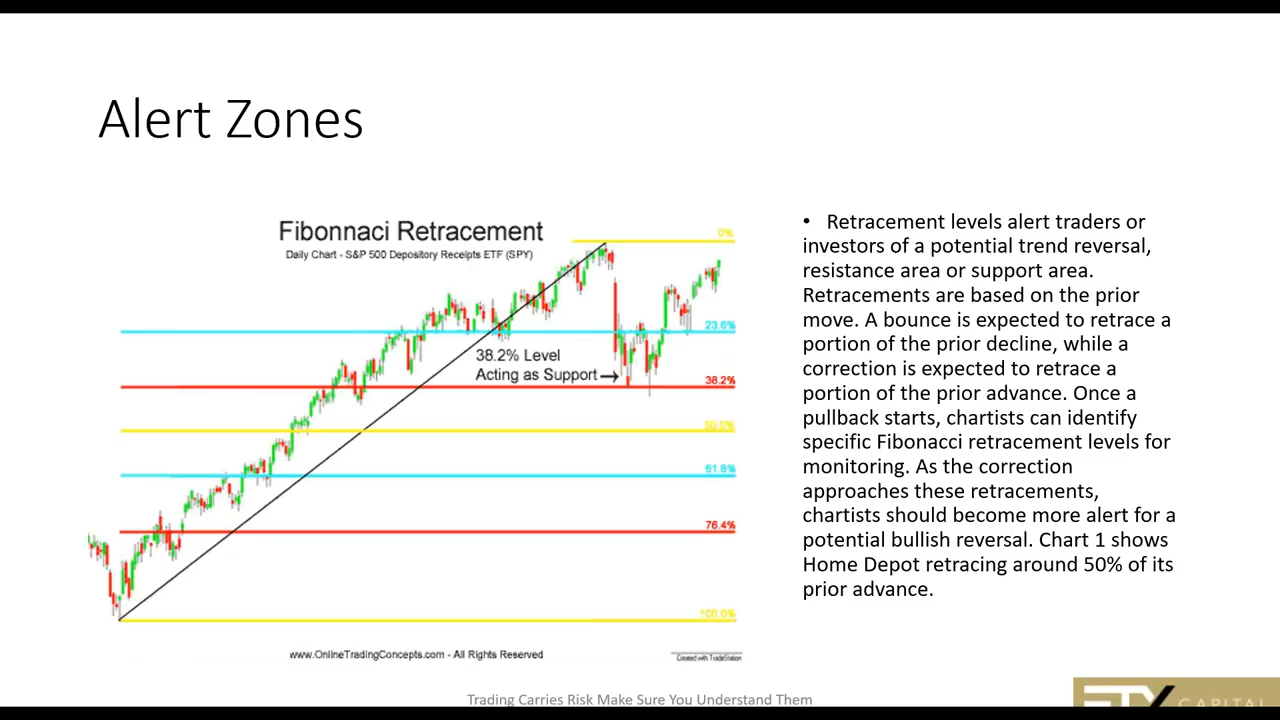 Alert Zones
Fibonnaci Retracement
Daily Chart - S&P 500 Depository Receipts ETF (SPY)
0%
23.6%
38.2% Level
Acting as Support
38.2%
50.0%
61.8%
76.4%
100.0%
www.OnlineTradingConcepts.com - All Rights Reserved
Created with TradeStation
• Retracement levels alert traders or
investors of a potential trend reversal,
resistance area or support area.
Retracements are based on the prior
move. A bounce is expected to retrace a
portion of the prior decline, while a
correction is expected to retrace a
portion of the prior advance. Once a
pullback starts, chartists can identify
specific Fibonacci retracement levels for
monitoring. As the correction
approaches these retracements,
chartists should become more alert for a
potential bullish reversal. Chart 1 shows
Home Depot retracing around 50% of its
prior advance.
Trading Carries Risk Make Sure You Understand Them
ETX
CAPITAL